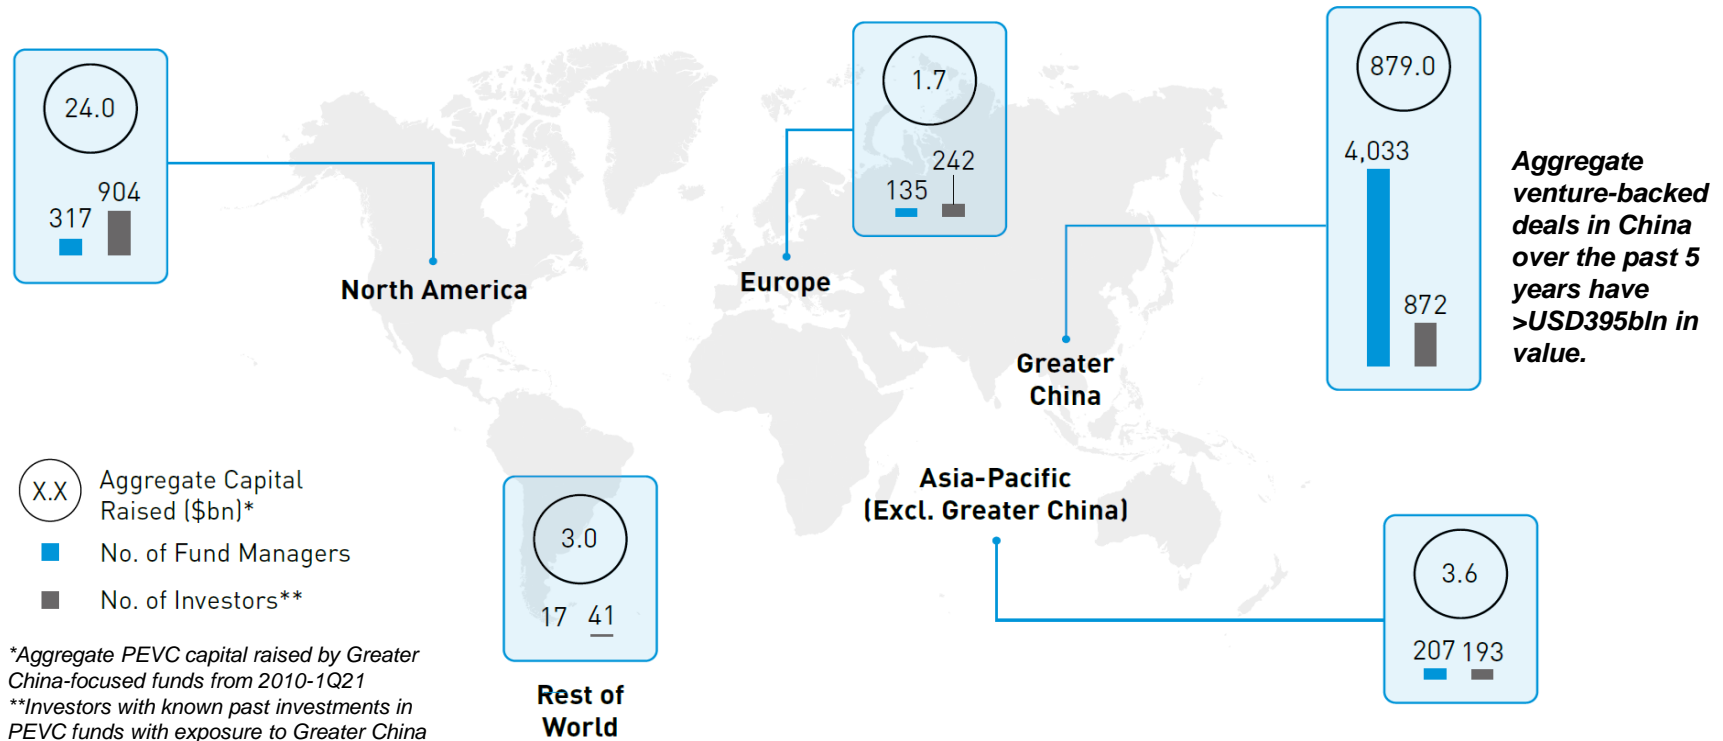 24.0
317
904
North America
1.7
135
242
Europe
879.0
4,033
872
Greater
China
Aggregate
venture-backed
deals in China
over the past 5
years have
>USD395bln in
value.
Asia-Pacific
(Excl. Greater China)
3.6
207 193
3.0
17 41
Rest of
World
X.X Aggregate Capital
Raised ($bn)*
No. of Fund Managers
No. of Investors**
*Aggregate PEVC capital raised by Greater
China-focused funds from 2010-1Q21
**Investors with known past investments in
PEVC funds with exposure to Greater China